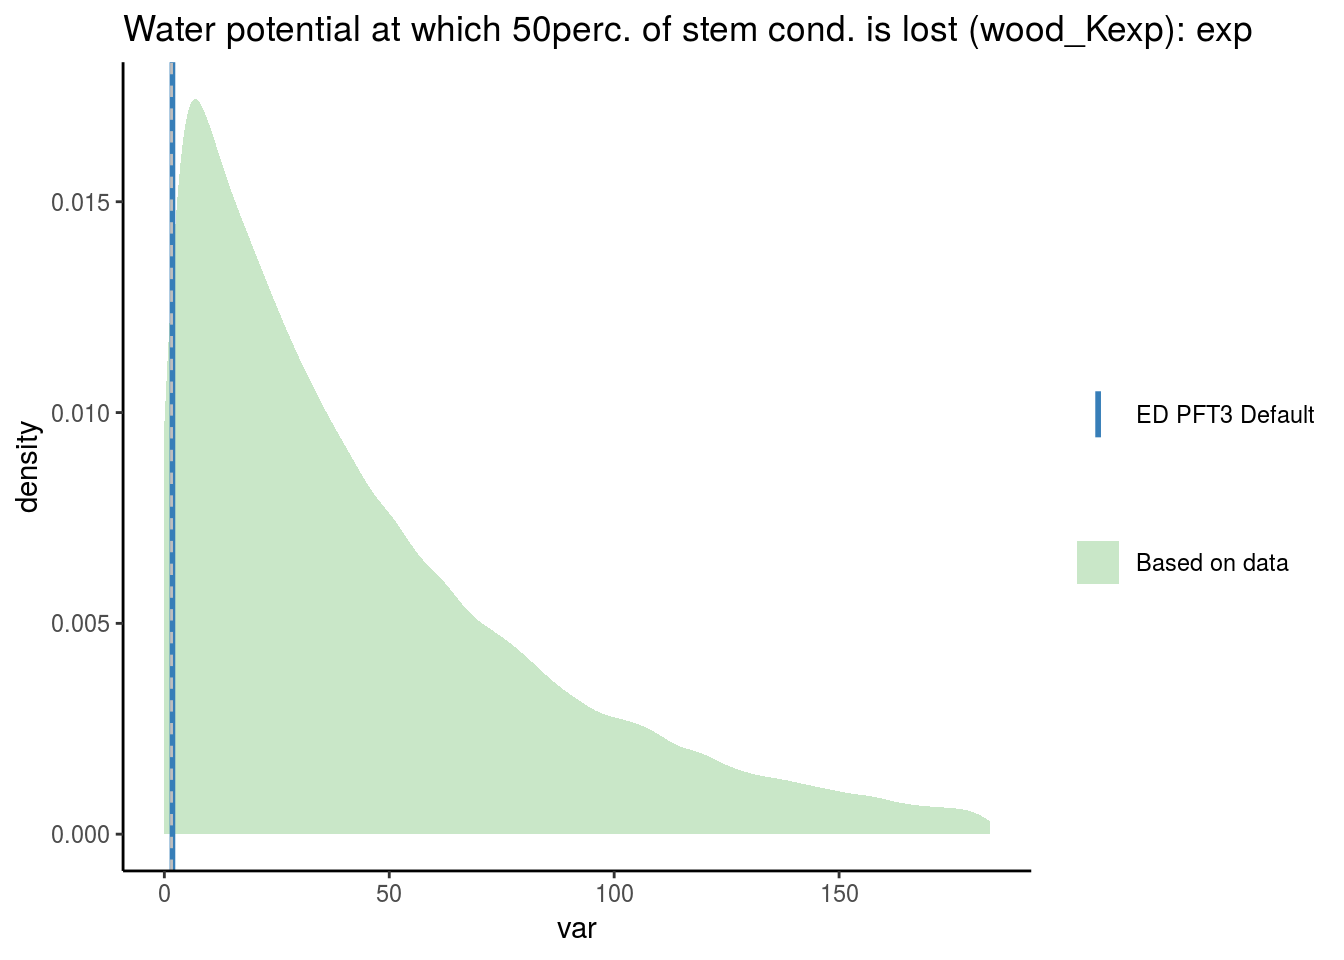 Water potential at which 50perc. of stem cond. is lost (wood_Kexp): exp
0.015
0.010
0.005
0.000
density
0
50
100
150
var
ED PFT3 Default
Based on data